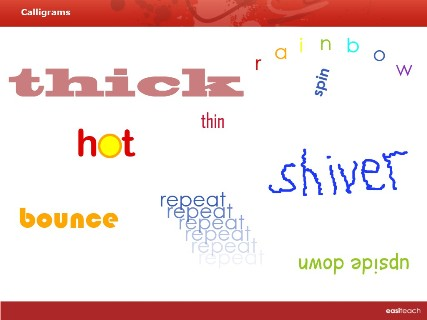 Calligrams
rainbow
thick
spin
thin
hot
shiver
repeat
repeat
repeat
repeat
repeat
repeat
bounce
upside down
easiteach